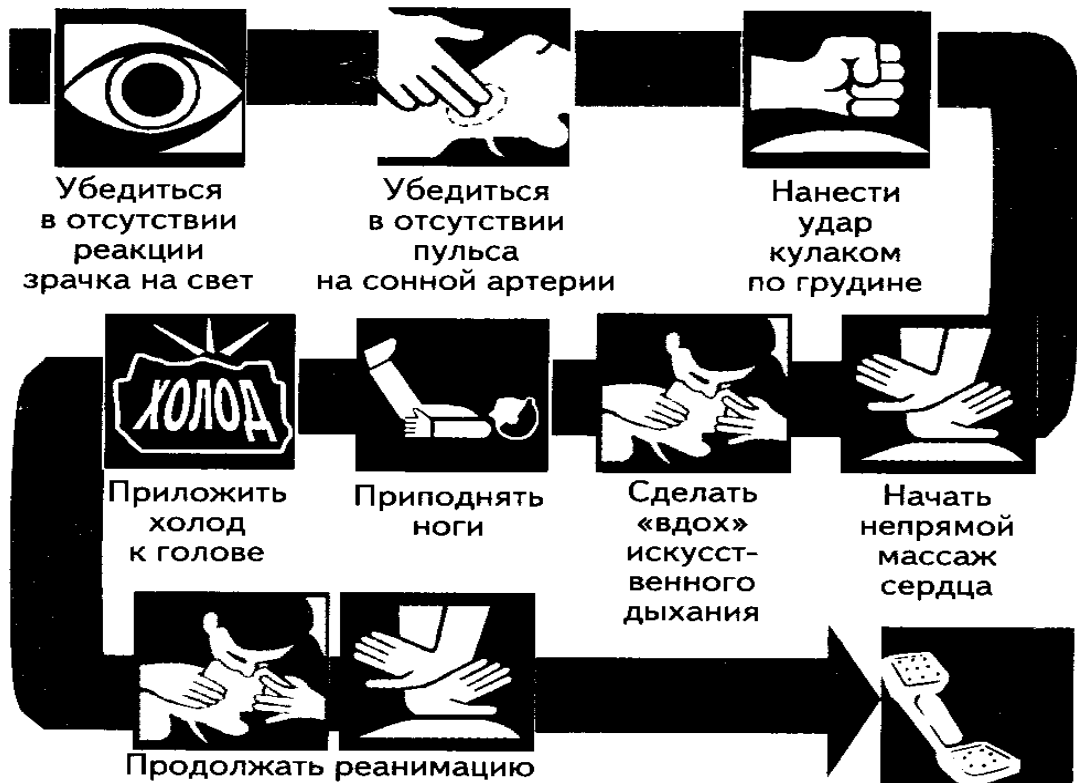 Убедиться
в отсутствии
реакции
зрачка на свет
Убедиться
в отсутствии
пульса
на сонной артерии
Нанести
удар
кулаком
по грудине
Начать
непрямой
массаж
сердца
Сделать
«вдох»
искусст-
венного
дыхания
Приподнять
ноги
ХОЛОД
Приложить
холод
к голове
Продолжать реанимацию